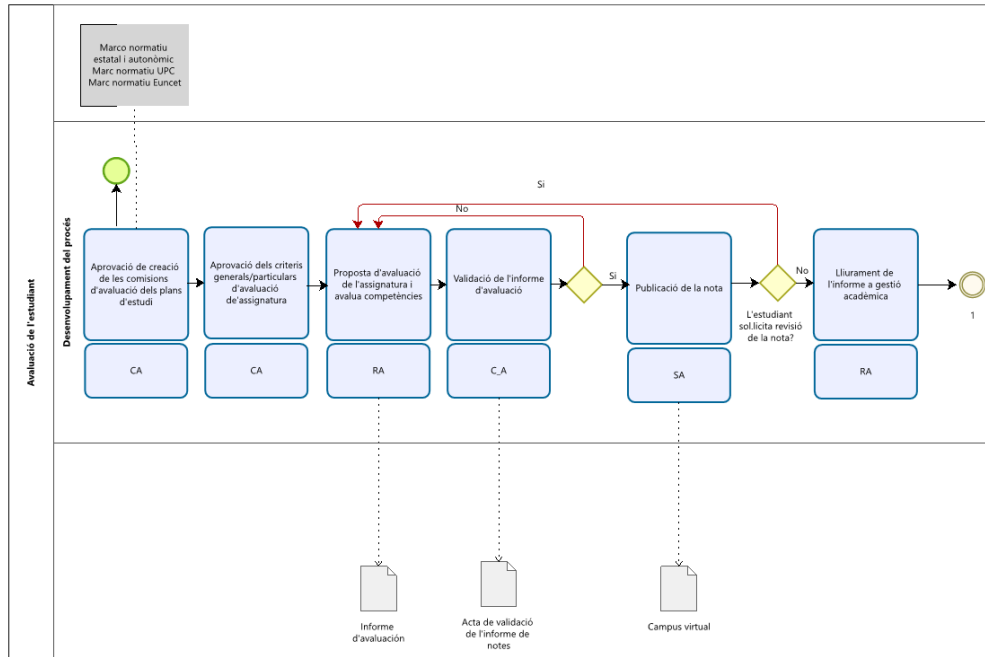 Marco normatiu
estatal i autonòmic
Marc normatiu UPC
Marc normatiu Euncet
Avaluació de l'estudiant
Desenvolupament del procés
Si
No
Aprovació de creació
de les comisions
d'avaluació dels plans
d'estudi
CA
Aprovació dels criteris
generals/particulars
d'avaluació
de'assignatura
CA
Proposta d'avaluació
de l'assignatura i
avalua competències
RA
Validació de l'informe
d'avaluació
C_A
Si
Publicació de la nota
SA
L'estudiant
sol.licita revisió
de la nota?
No
Lliurament de
l'informe a gestió
acadèmica
RA
1
Informe
d'avaluación
Acta de validació
de l'informe de
notes
Campus virtual